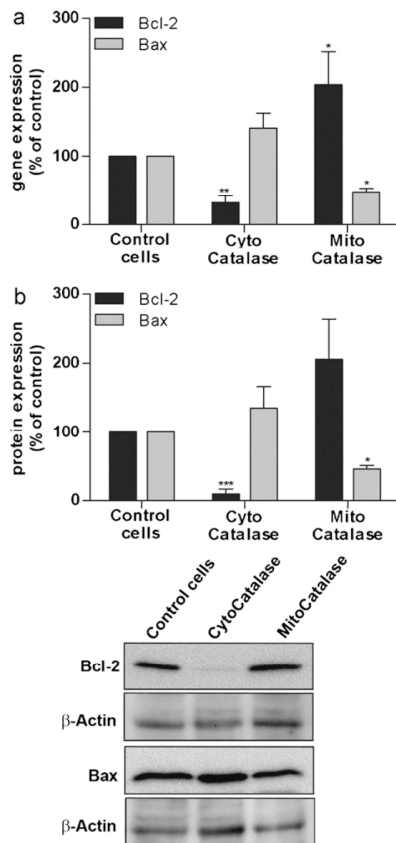 a
Bcl-2
Bax
gene expression
(% of control)
300
200
100
0
**
*
*
Control
cells
Cyto
Catalase
Mito
Catalase
b
Bcl-2
Bax
protein expression
(% of control)
300
200
100
0
***
*
Control
cells
Cyto
Catalase
Mito
Catalase
Control cells
CytoCatalase
MitoCatalase
Bcl-2
β-Actin
Bax
β-Actin